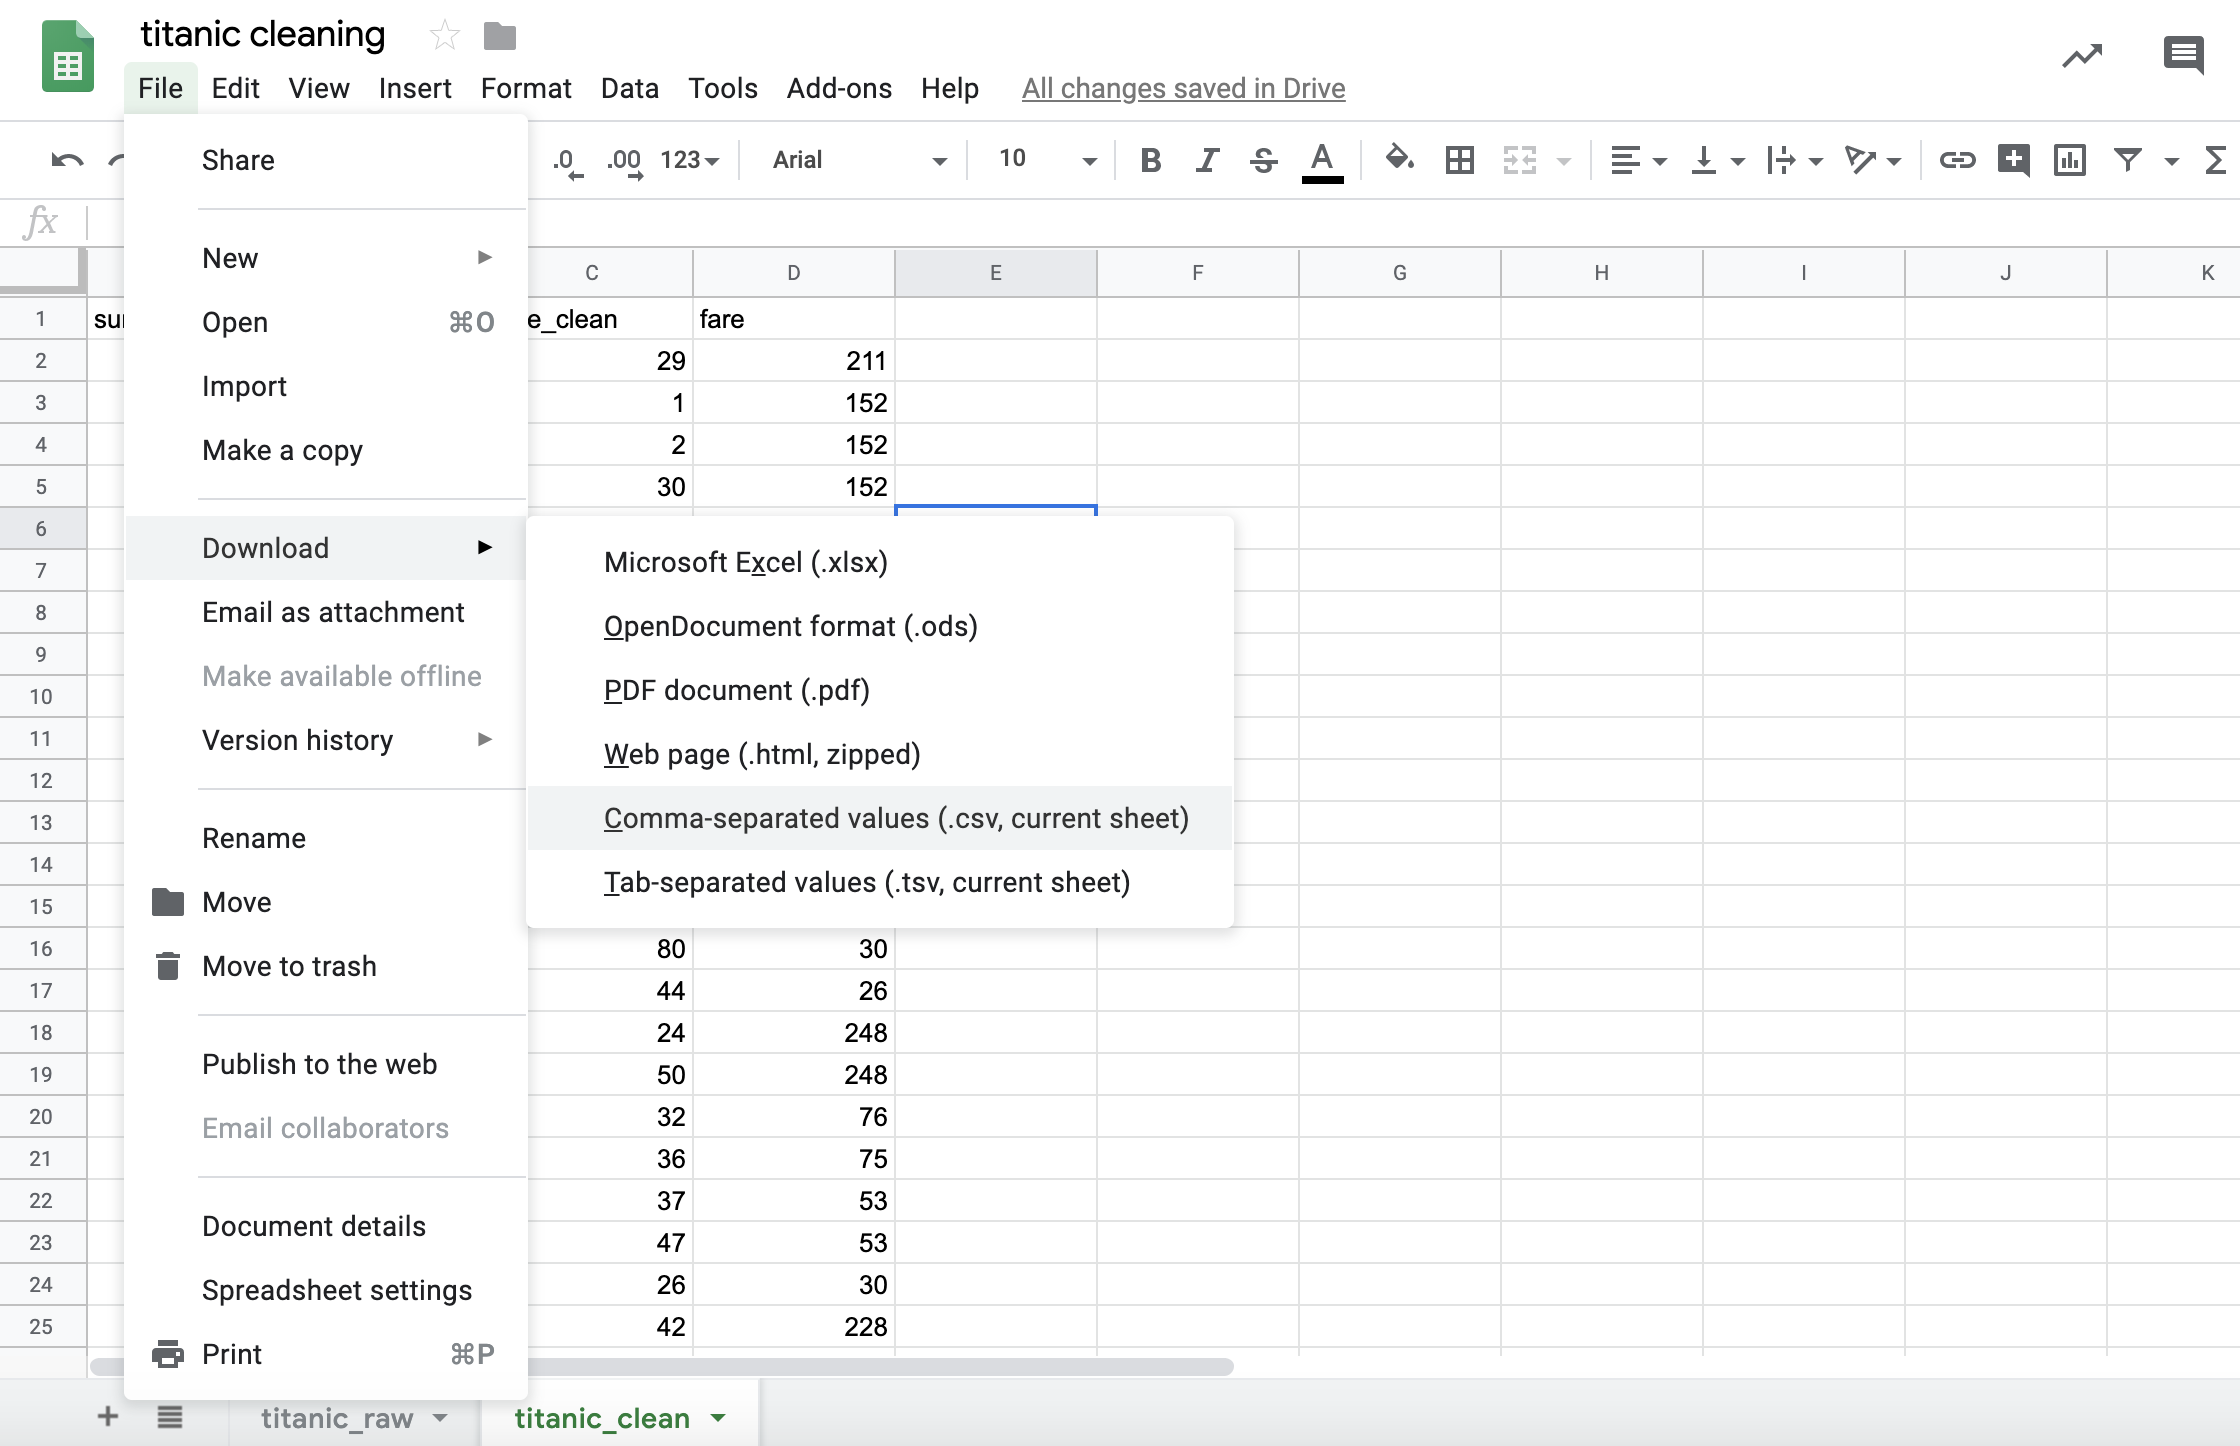 titanic cleaning
File Edit View Insert Format Data Tools Add-ons Help All changes saved in Drive
.0 .00 123 Arial 10 B I S A Σ
fx
C D E F G H I J K
1 e_clean fare
2 29 211
3 1 152
4 2 152
5 30 152
6
7
8
9
10
11
12
13
14
15
16 80 30
17 44 26
18 24 248
19 50 248
20 32 76
21 36 75
22 37 53
23 47 53
24 26 30
25 42 228
Share
New
Open ⌘O
Import
Make a copy
Download
Email as attachment
Make available offline
Version history
Rename
Move
Move to trash
Publish to the web
Email collaborators
Document details
Spreadsheet settings
Print ⌘P
Microsoft Excel (.xlsx)
OpenDocument format (.ods)
PDF document (.pdf)
Web page (.html, zipped)
Comma-separated values (.csv, current sheet)
Tab-separated values (.tsv, current sheet)
+ titanic_raw titanic_clean